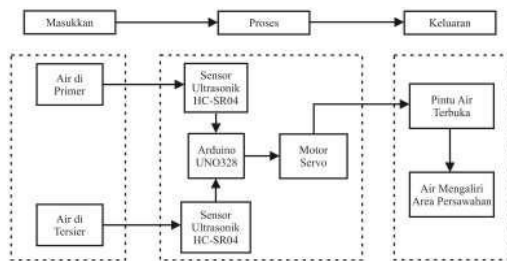 Masukkan
Proses
Keluaran
Air di
Primer
Sensor
Ultrasonik
HC-SR04
Arduino
UNO328
Motor
Servo
Pintu Air
Terbuka
Air Mengaliri
Area Persawahan
Air di
Tersier
Sensor
Ultrasonik
HC-SR04